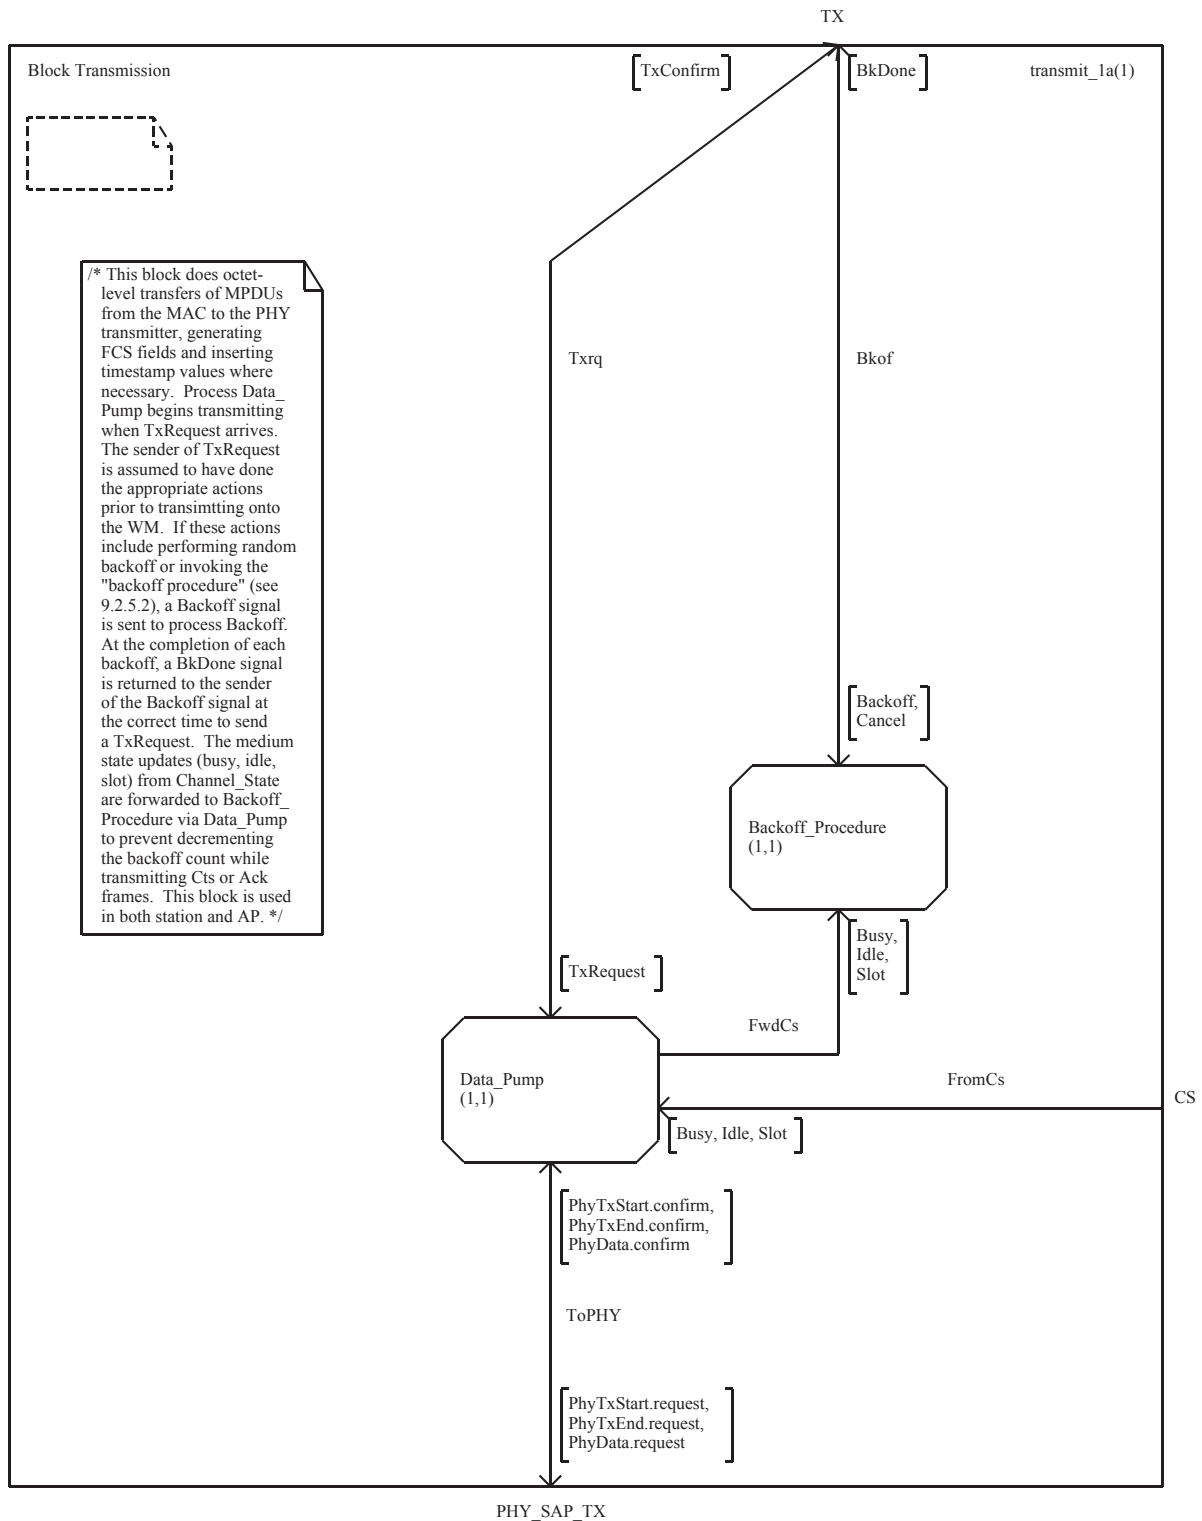 TX
Block Transmission
TxConfirm
BkDone
transmit_1a(1)
/* This block does octet-
level transfers of MPDUs
from the MAC to the PHY
transmitter, generating
FCS fields and inserting
timestamp values where
necessary.  Process Data_
Pump begins transmitting
when TxRequest arrives.
The sender of TxRequest
is assumed to have done
the appropriate actions
prior to transimtting onto
the WM.  If these actions
include performing random
backoff or invoking the
"backoff procedure" (see
9.2.5.2), a Backoff signal
is sent to process Backoff.
At the completion of each
backoff, a BkDone signal
is returned to the sender
of the Backoff signal at
the correct time to send
a TxRequest.  The medium
state updates (busy, idle,
slot) from Channel_State
are forwarded to Backoff_
Procedure via Data_Pump
to prevent decrementing
the backoff count while
transmitting Cts or Ack
frames.  This block is used
in both station and AP. */
Txrq
Bkof
Backoff,
Cancel
Backoff_Procedure
(1,1)
Busy,
Idle,
Slot
TxRequest
FwdCs
Data_Pump
(1,1)
FromCs
CS
Busy, Idle, Slot
PhyTxStart.confirm,
PhyTxEnd.confirm,
PhyData.confirm
ToPHY
PhyTxStart.request,
PhyTxEnd.request,
PhyData.request
PHY_SAP_TX